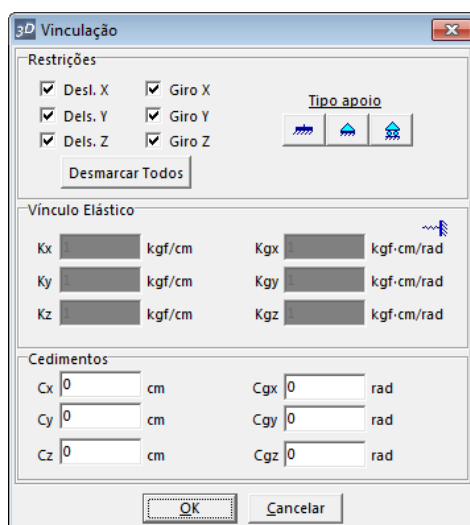 3D Vinculação
Restrições
Desl. X Giro X
Dels. Y Giro Y
Dels. Z Giro Z
Tipo apoio
Desmarcar Todos
Vínculo Elástico
Kx 1 kgf/cm Kgx 1 kgf·cm/rad
Ky 1 kgf/cm Kgy 1 kgf·cm/rad
Kz 1 kgf/cm Kgz 1 kgf·cm/rad
Cedimentos
Cx 0 cm Cgx 0 rad
Cy 0 cm Cgy 0 rad
Cz 0 cm Cgz 0 rad
OK Cancelar